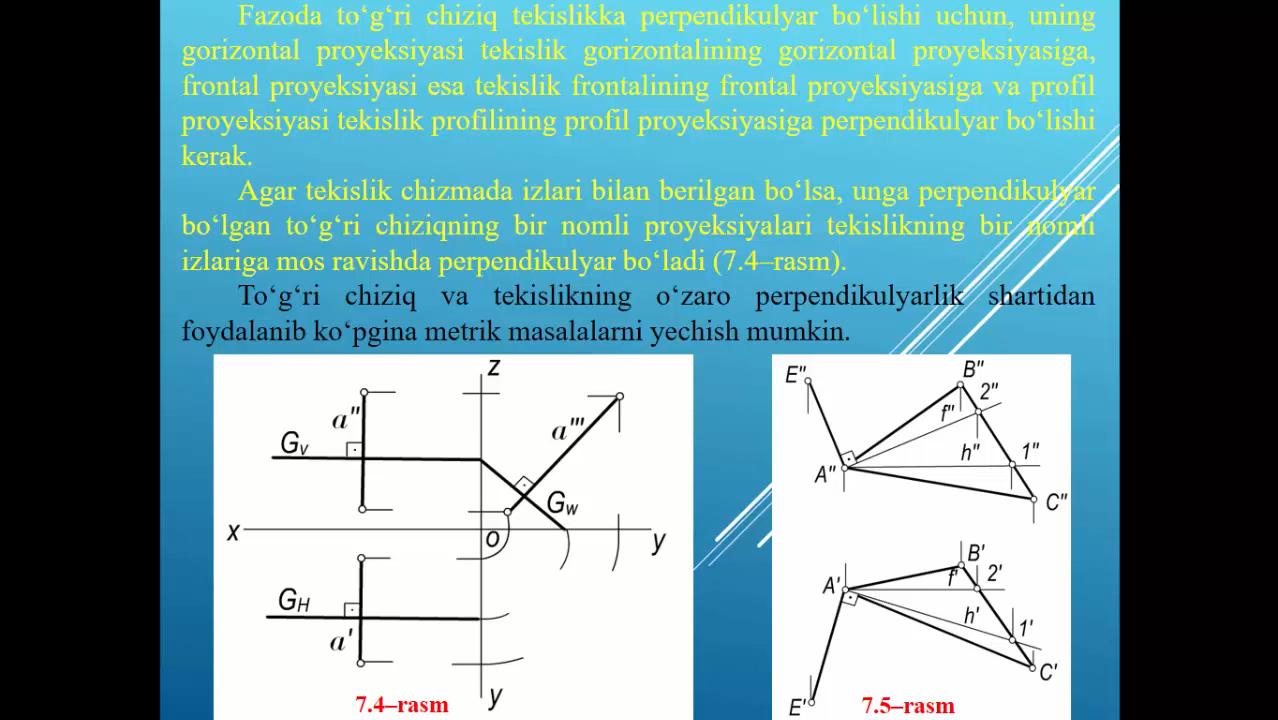 Fazoda to‘g‘ri chiziq tekislikka perpendikulyar bo‘lishi uchun, uning
gorizontal proyeksiyasi tekislik gorizontalining gorizontal proyeksiyasiga,
frontal proyeksiyasi esa tekislik frontalining frontal proyeksiyasiga va profil
proyeksiyasi tekislik profilining profil proyeksiyasiga perpendikulyar bo‘lishi
kerak.
Agar tekislik chizmada izlari bilan berilgan bo‘lsa, unga perpendikulyar
bo‘lgan to‘g‘ri chiziqning bir nomli proyeksiyalari tekislikning bir nomli
izlariga mos ravishda perpendikulyar bo‘ladi (7.4–rasm).
To‘g‘ri chiziq va tekislikning o‘zaro perpendikulyarlik shartidan
foydalanib ko‘pgina metrik masalalarni yechish mumkin.
z
a"
a'"
Gv
Gw
x
o
y
GH
a'
y
7.4–rasm
E"
B"
2"
f"
h"
1"
A"
C"
B'
A'
f'
2'
h'
1'
C'
E'
7.5–rasm